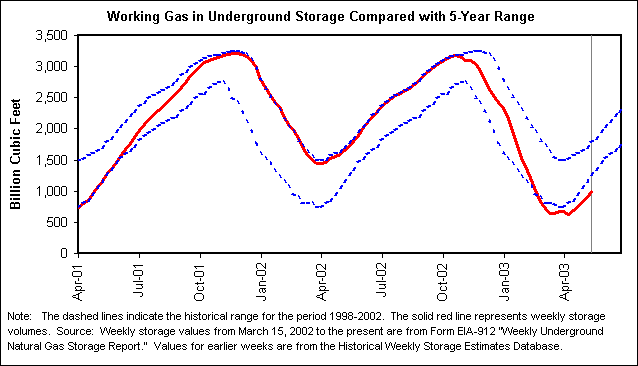 Working Gas in Underground Storage Compared with 5-Year Range
Billion Cubic Feet
3,500
3,000
2,500
2,000
1,500
1,000
500
0
Apr-01
Jul-01
Oct-01
Jan-02
Apr-02
Jul-02
Oct-02
Jan-03
Apr-03
Note: The dashed lines indicate the historical range for the period 1998-2002. The solid red line represents weekly storage
volumes. Source: Weekly storage values from March 15, 2002 to the present are from Form EIA-912 "Weekly Underground
Natural Gas Storage Report." Values for earlier weeks are from the Historical Weekly Storage Estimates Database.